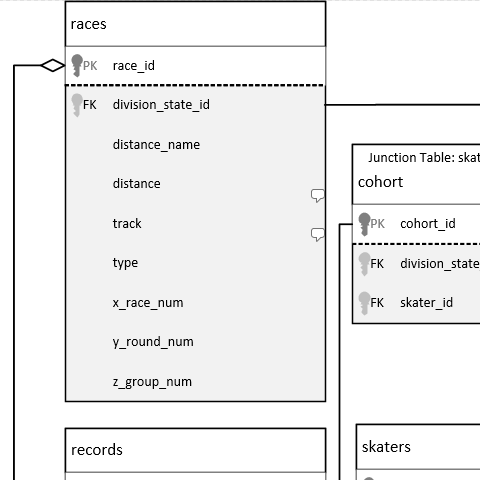 races
PK race_id
FK division_state_id
distance_name
distance
track
type
x_race_num
y_round_num
z_group_num
records
Junction Table: skat
cohort
PK cohort_id
FK division_state
FK skater_id
skaters